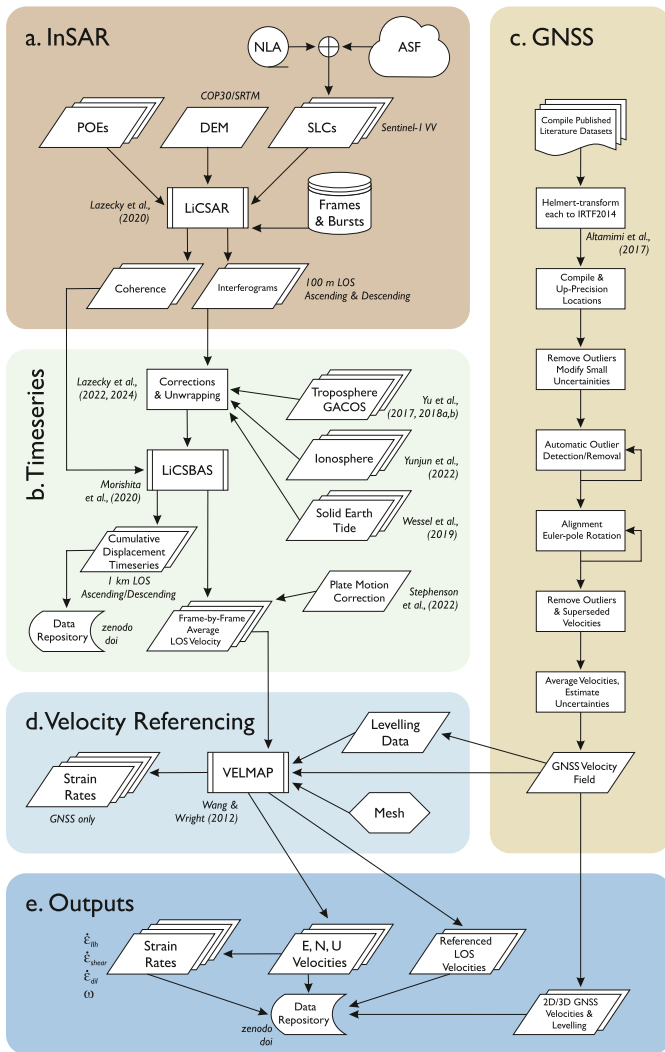 a. InSAR
NLA
ASF
COP30/SRTM
POEs
DEM
SLCs
Sentinel-1 VV
Lazecky et al.,
(2020)
LiCSAR
Frames
& Bursts
Coherence
Interferograms
100 m LOS
Ascending & Descending
b. Timeseries
Lazecky et al.,
(2022, 2024)
Corrections
& Unwrapping
Troposphere
GACOS
Yu et al.,
(2017, 2018a,b)
Ionosphere
Yunjun et al.,
(2022)
LiCSBAS
Morishita
et al., (2020)
Solid Earth
Tide
Wessel et al.,
(2019)
Cumulative
Displacement
Timeseries
1 km LOS
Ascending/Descending
Data
Repository
zenodo
doi
Frame-by-Frame
Average
LOS Velocity
Plate Motion
Correction
Stephenson
et al., (2022)
c. GNSS
Compile Published
Literature Datasets
Helmert-transform
each to IRTF2014
Altamimi et al.,
(2017)
Compile &
Up-Precision
Locations
Remove Outliers
Modify Small
Uncertainities
Automatic Outlier
Detection/Removal
Alignment
Euler-pole Rotation
Remove Outliers
& Superseded
Velocities
Average Velocities,
Estimate
Uncertainties
GNSS Velocity
Field
d. Velocity Referencing
Levelling
Data
Strain
Rates
GNSS only
VELMAP
Wang &
Wright (2012)
Mesh
e. Outputs
ε̇llh
ε̇shear
ε̇dil
ω
Strain
Rates
E, N, U
Velocities
Referenced
LOS
Velocities
Data
Repository
zenodo
doi
2D/3D GNSS
Velocities &
Levelling